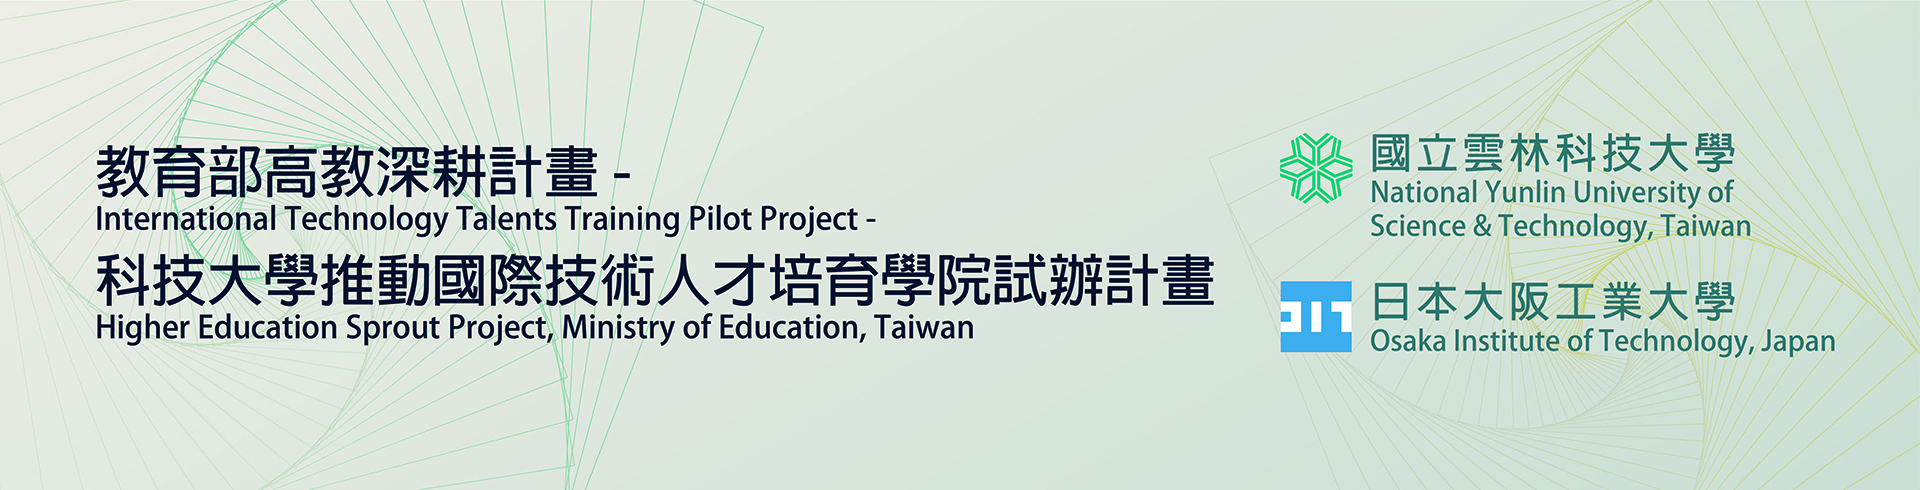 教育部高教深耕計畫 -
International Technology Talents Training Pilot Project -
科技大學推動國際技術人才培育學院試辦計畫
Higher Education Sprout Project, Ministry of Education, Taiwan
國立雲林科技大學
National Yunlin University of
Science & Technology, Taiwan
日本大阪工業大學
Osaka Institute of Technology, Japan